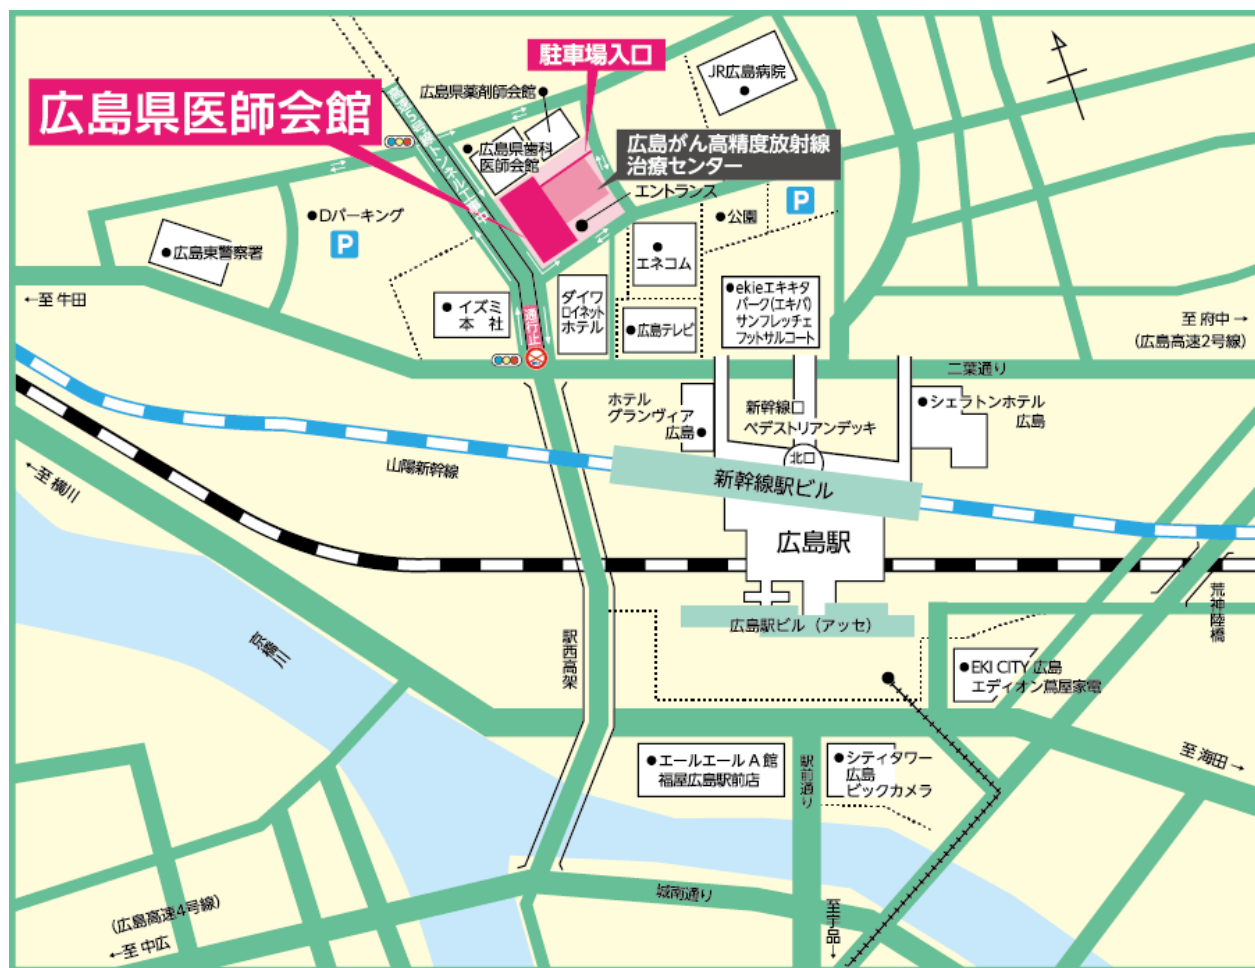 駐車場入口
広島県医師会館
広島県薬剤師会館
JR広島病院
広島県歯科
医師会館
広島がん高精度放射線
治療センター
エントランス
Dパーキング
P
公園
P
広島東警察署
エネコム
←至 牛田
イズミ
本 社
通行止
ダイワ
ロイネット
ホテル
広島テレビ
ekieエキキタ
パーク(エキパ)
サンフレッチェ
フットサルコート
至 府中→
(広島高速2号線)
二葉通り
ホテル
グランヴィア
広島
新幹線口
ペデストリアンデッキ
シェラトンホテル
広島
北口
←至 横川
山陽新幹線
新幹線駅ビル
広島駅
荒神陸橋
広島駅ビル(アッセ)
京橋川
駅西高架
EKI CITY 広島
エディオン蔦屋家電
エールエールA館
福屋広島駅前店
駅前通り
シティタワー
広島
ビックカメラ
至 海田→
城南通り
(広島高速4号線)
←至 中広
至宇品→